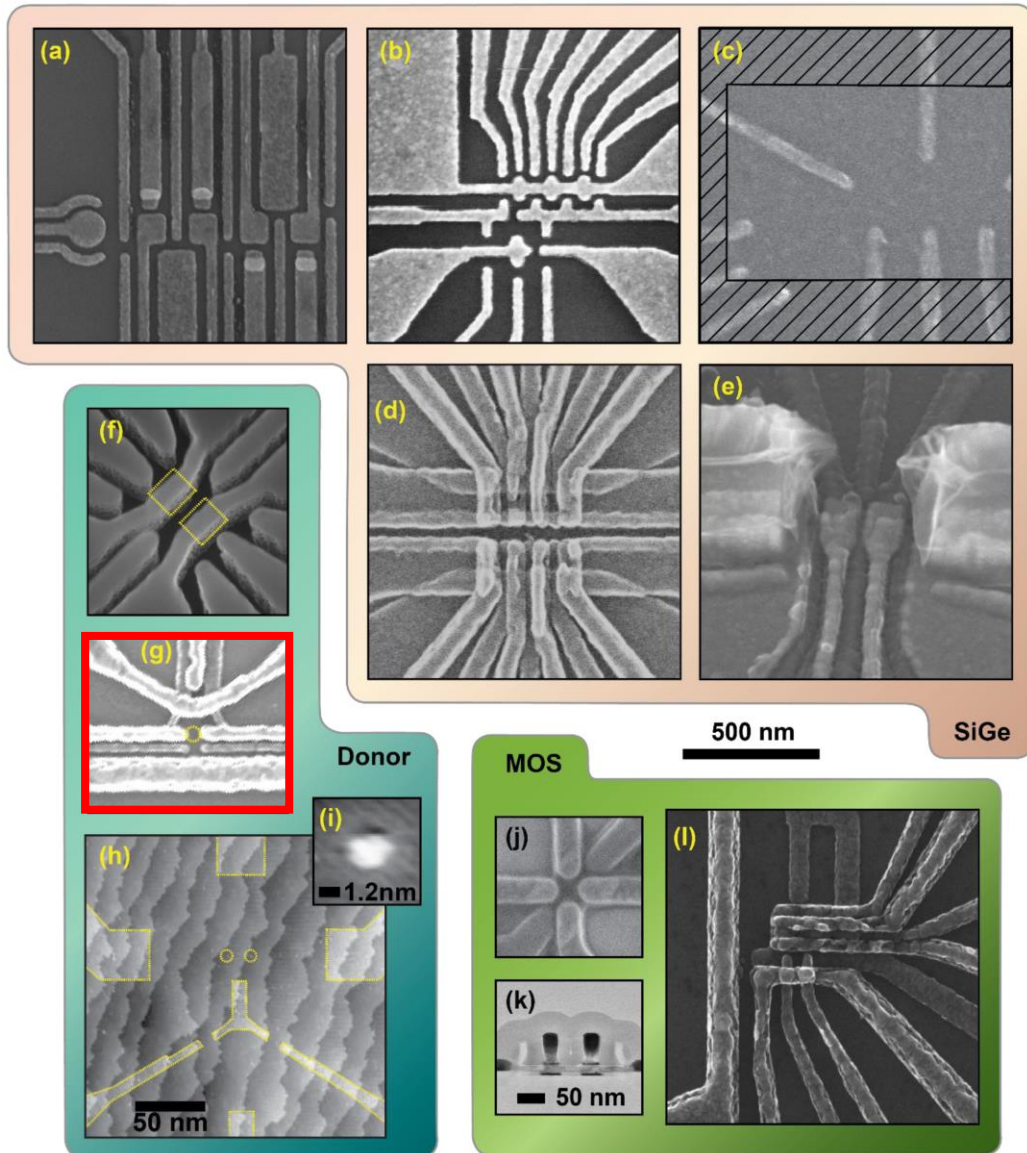 (a)
(b)
(c)
(d)
(e)
(f)
(g)
500 nm
SiGe
Donor
MOS
(h)
(i)
1.2nm
50 nm
(j)
(k)
50 nm
(l)